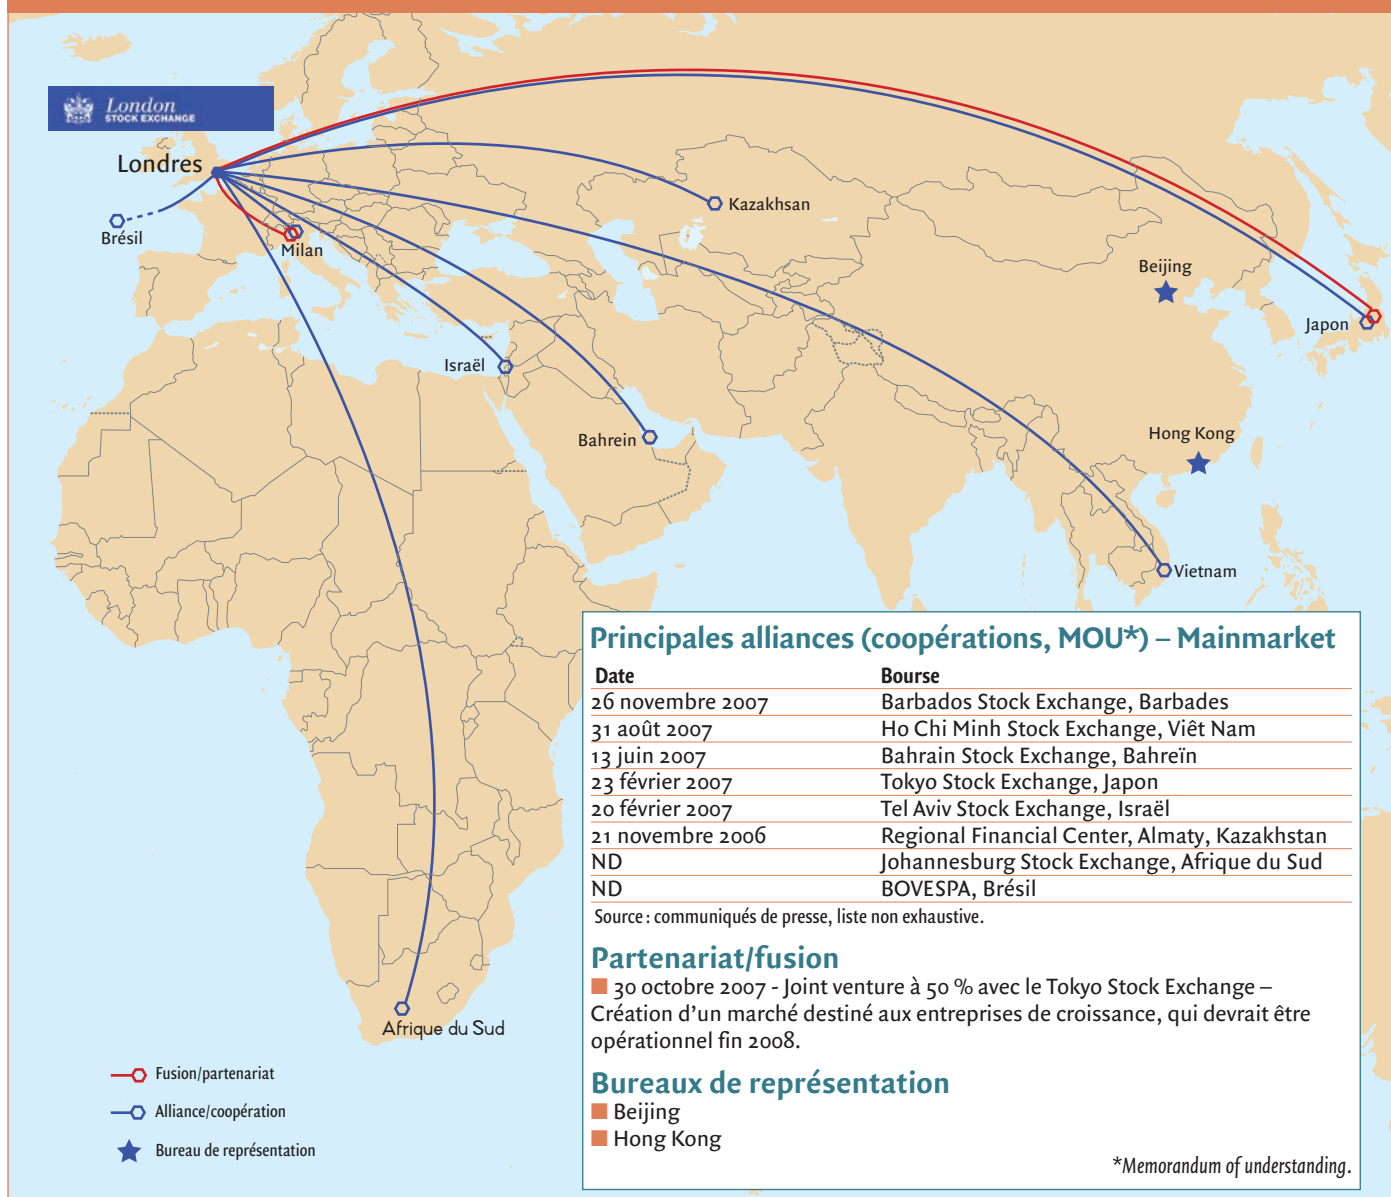 London
STOCK EXCHANGE
Londres
Brésil
Milan
Kazakhsan
Beijing
Japon
Israël
Bahrein
Hong Kong
Vietnam
Afrique du Sud
Fusion/partenariat
Alliance/coopération
Bureau de représentation
Principales alliances (coopérations, MOU*) – Mainmarket
Date Bourse
26 novembre 2007 Barbados Stock Exchange, Barbades
31 août 2007 Ho Chi Minh Stock Exchange, Viêt Nam
13 juin 2007 Bahrain Stock Exchange, Bahreïn
23 février 2007 Tokyo Stock Exchange, Japon
20 février 2007 Tel Aviv Stock Exchange, Israël
21 novembre 2006 Regional Financial Center, Almaty, Kazakhstan
ND Johannesburg Stock Exchange, Afrique du Sud
ND BOVESPA, Brésil
Source : communiqués de presse, liste non exhaustive.
Partenariat/fusion
■ 30 octobre 2007 - Joint venture à 50 % avec le Tokyo Stock Exchange –
Création d'un marché destiné aux entreprises de croissance, qui devrait être
opérationnel fin 2008.
Bureaux de représentation
■ Beijing
■ Hong Kong
*Memorandum of understanding.